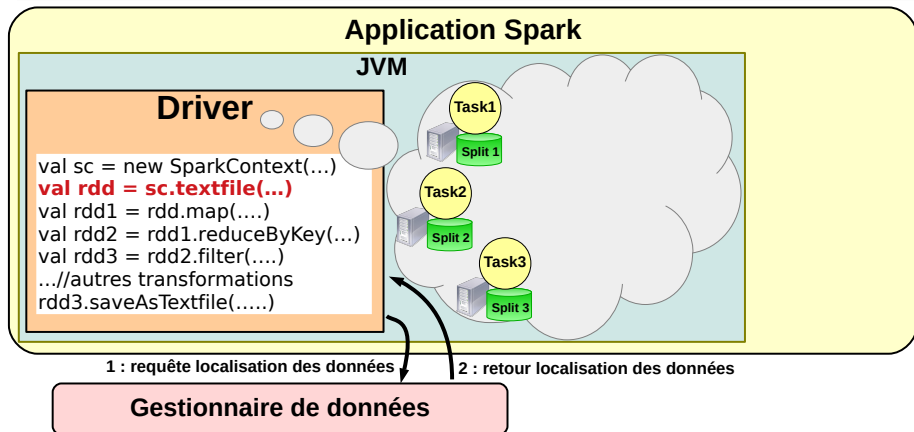 Application Spark
JVM
Driver
val sc = new SparkContext(…)
val rdd = sc.textfile(…)
val rdd1 = rdd.map(….)
val rdd2 = rdd1.reduceByKey(…)
val rdd3 = rdd2.filter(….)
…//autres transformations
rdd3.saveAsTextfile(…..)
Task1
Split 1
Task2
Split 2
Task3
Split 3
1 : requête localisation des données
2 : retour localisation des données
Gestionnaire de données